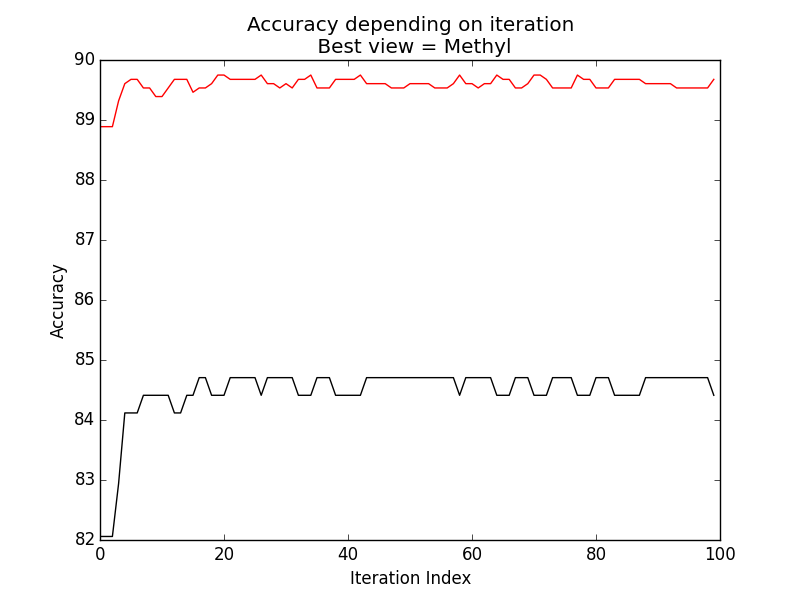 Accuracy depending on iteration
Best view = Methyl
90
89
88
87
86
85
84
83
82
Accuracy
0 20 40 60 80 100
Iteration Index